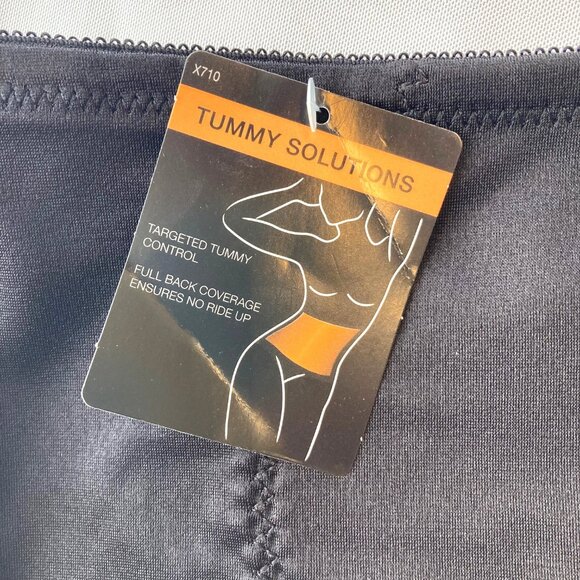 X710
TUMMY SOLUTIONS
TARGETED TUMMY
CONTROL
FULL BACK COVERAGE
ENSURES NO RIDE UP